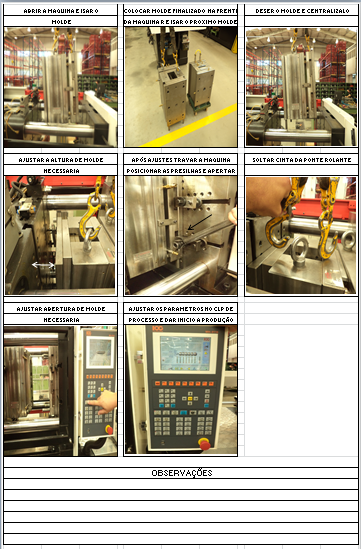 ABRIR A MAQUINA E ISAR O
MOLDE
COLOCAR MOLDE FINALIZADO NA FRENTE
DA MAQUINAR E ISAR O PROXIMO MOLDE
DESER O MOLDE E CENTRALIZALO
AJUSTAR A ALTURA DE MOLDE
NECESSARIA
APÓS AJUSTES TRAVAR A MAQUINA
POSICIONAR AS PRESILHAS E APERTAR
SOLTAR CINTA DA PONTE ROLANTE
AJUSTAR ABERTURA DE MOLDE
NECESSARIA
AJUSTAR OS PARAMETROS NO CLP DE
PROCESSO E DAR INICIO A PRODUÇÃO
OBSERVAÇÕES